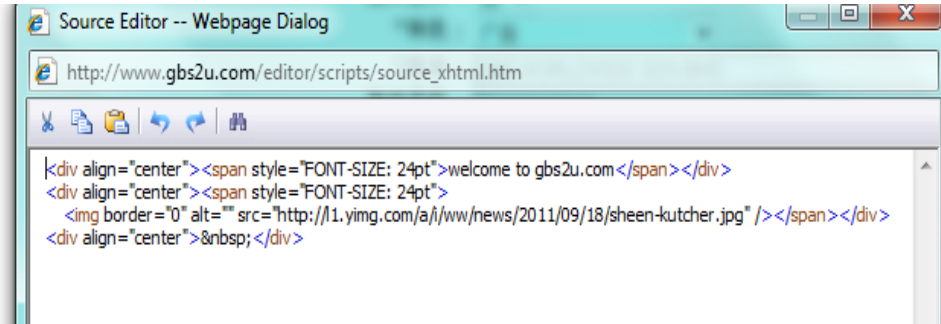 Source Editor -- Webpage Dialog
http://www.gbs2u.com/editor/scripts/source_xhtml.htm
<div align="center"><span style="FONT-SIZE: 24pt">welcome to gbs2u.com</span></div>
<div align="center"><span style="FONT-SIZE: 24pt">
<img border="0" alt="" src="http://l1.yimg.com/a/i/ww/news/2011/09/18/sheen-kutcher.jpg" /></span></div>
<div align="center">&nbsp;</div>